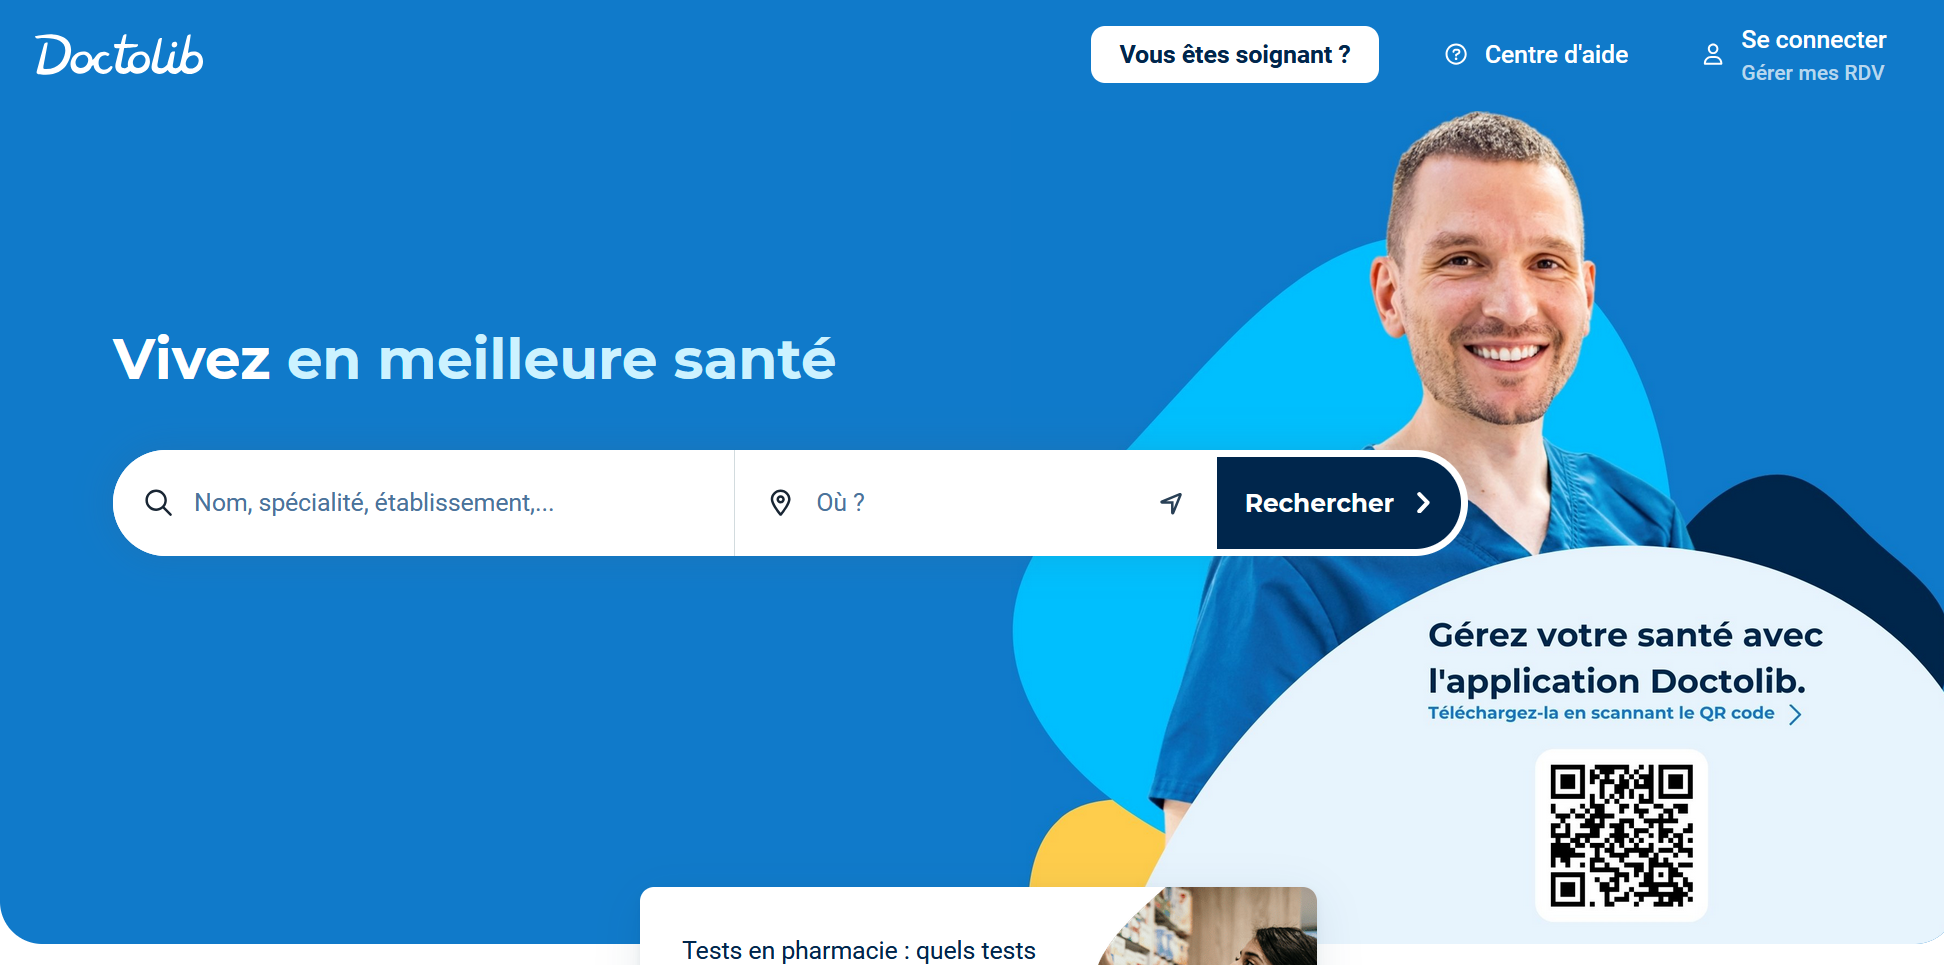 Doctolib
Vous êtes soignant ?
Centre d'aide
Se connecter
Gérer mes RDV
Vivez en meilleure santé
Nom, spécialité, établissement,...
Où ?
Rechercher
Gérez votre santé avec
l'application Doctolib.
Téléchargez-la en scannant le QR code
Tests en pharmacie : quels tests